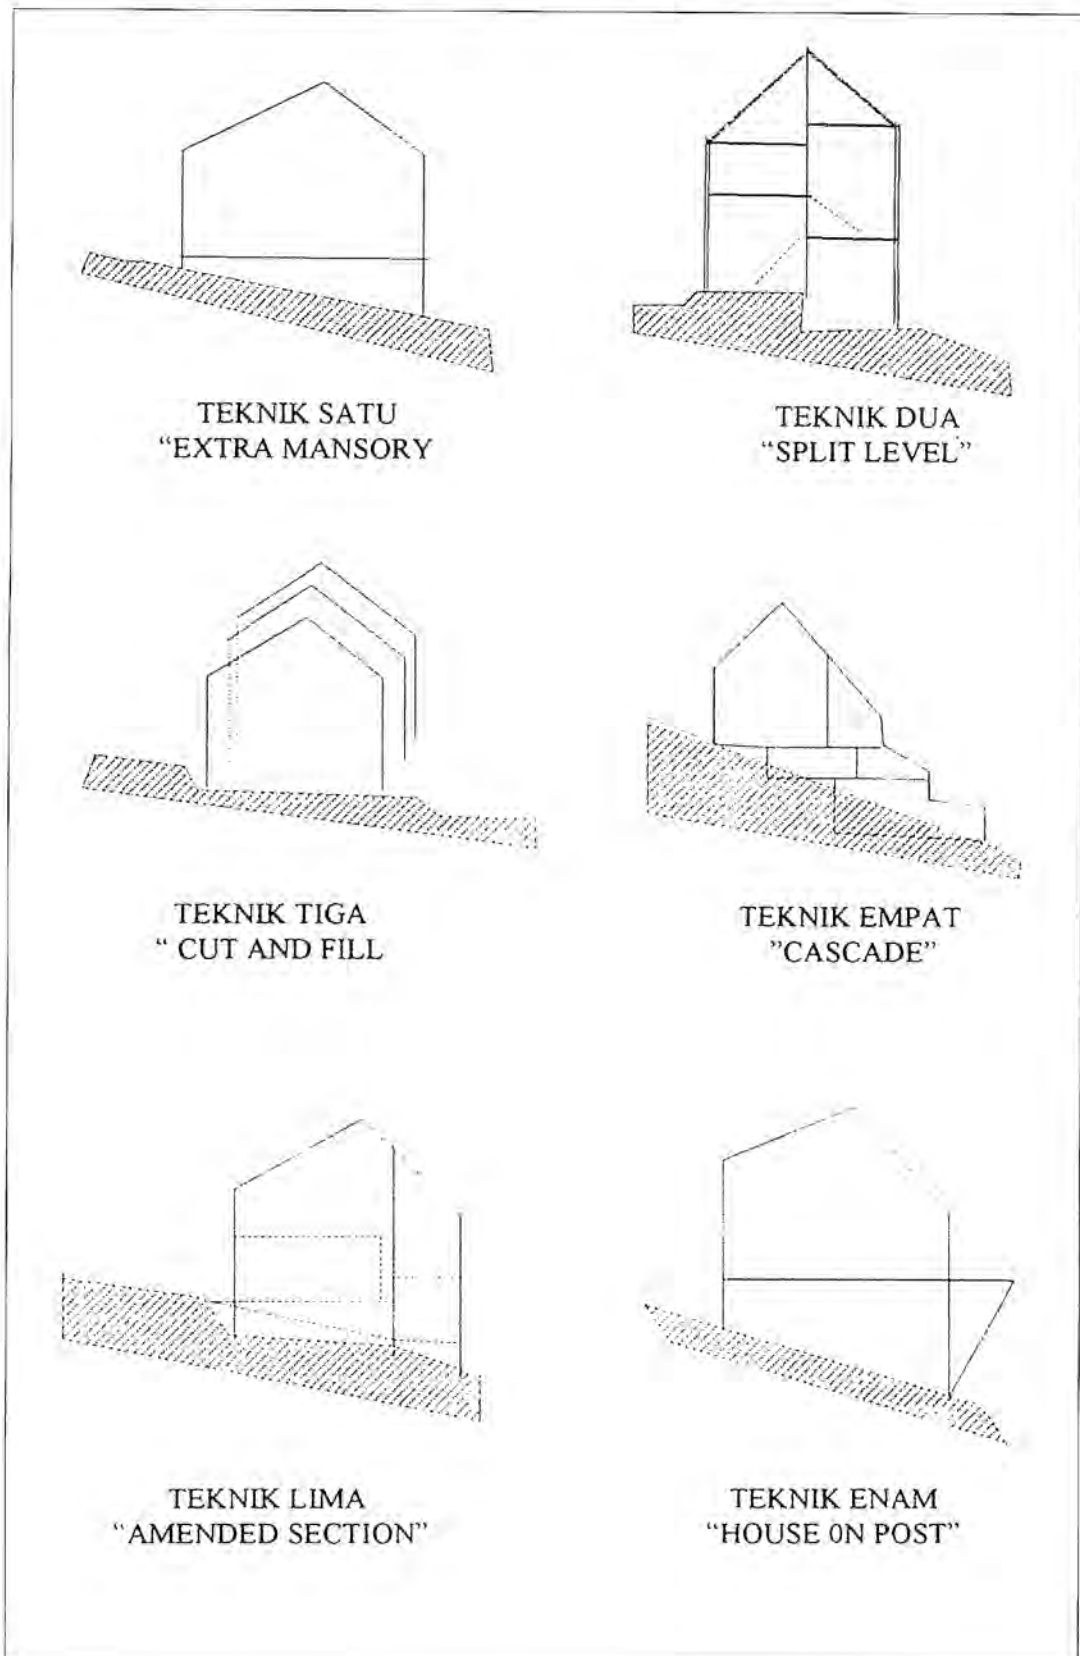 TEKNIK SATU
“EXTRA MANSORY
TEKNIK DUA
“SPLIT LEVEL”
TEKNIK TIGA
“ CUT AND FILL
TEKNIK EMPAT
”CASCADE”
TEKNIK LIMA
“AMENDED SECTION”
TEKNIK ENAM
“HOUSE 0N POST”